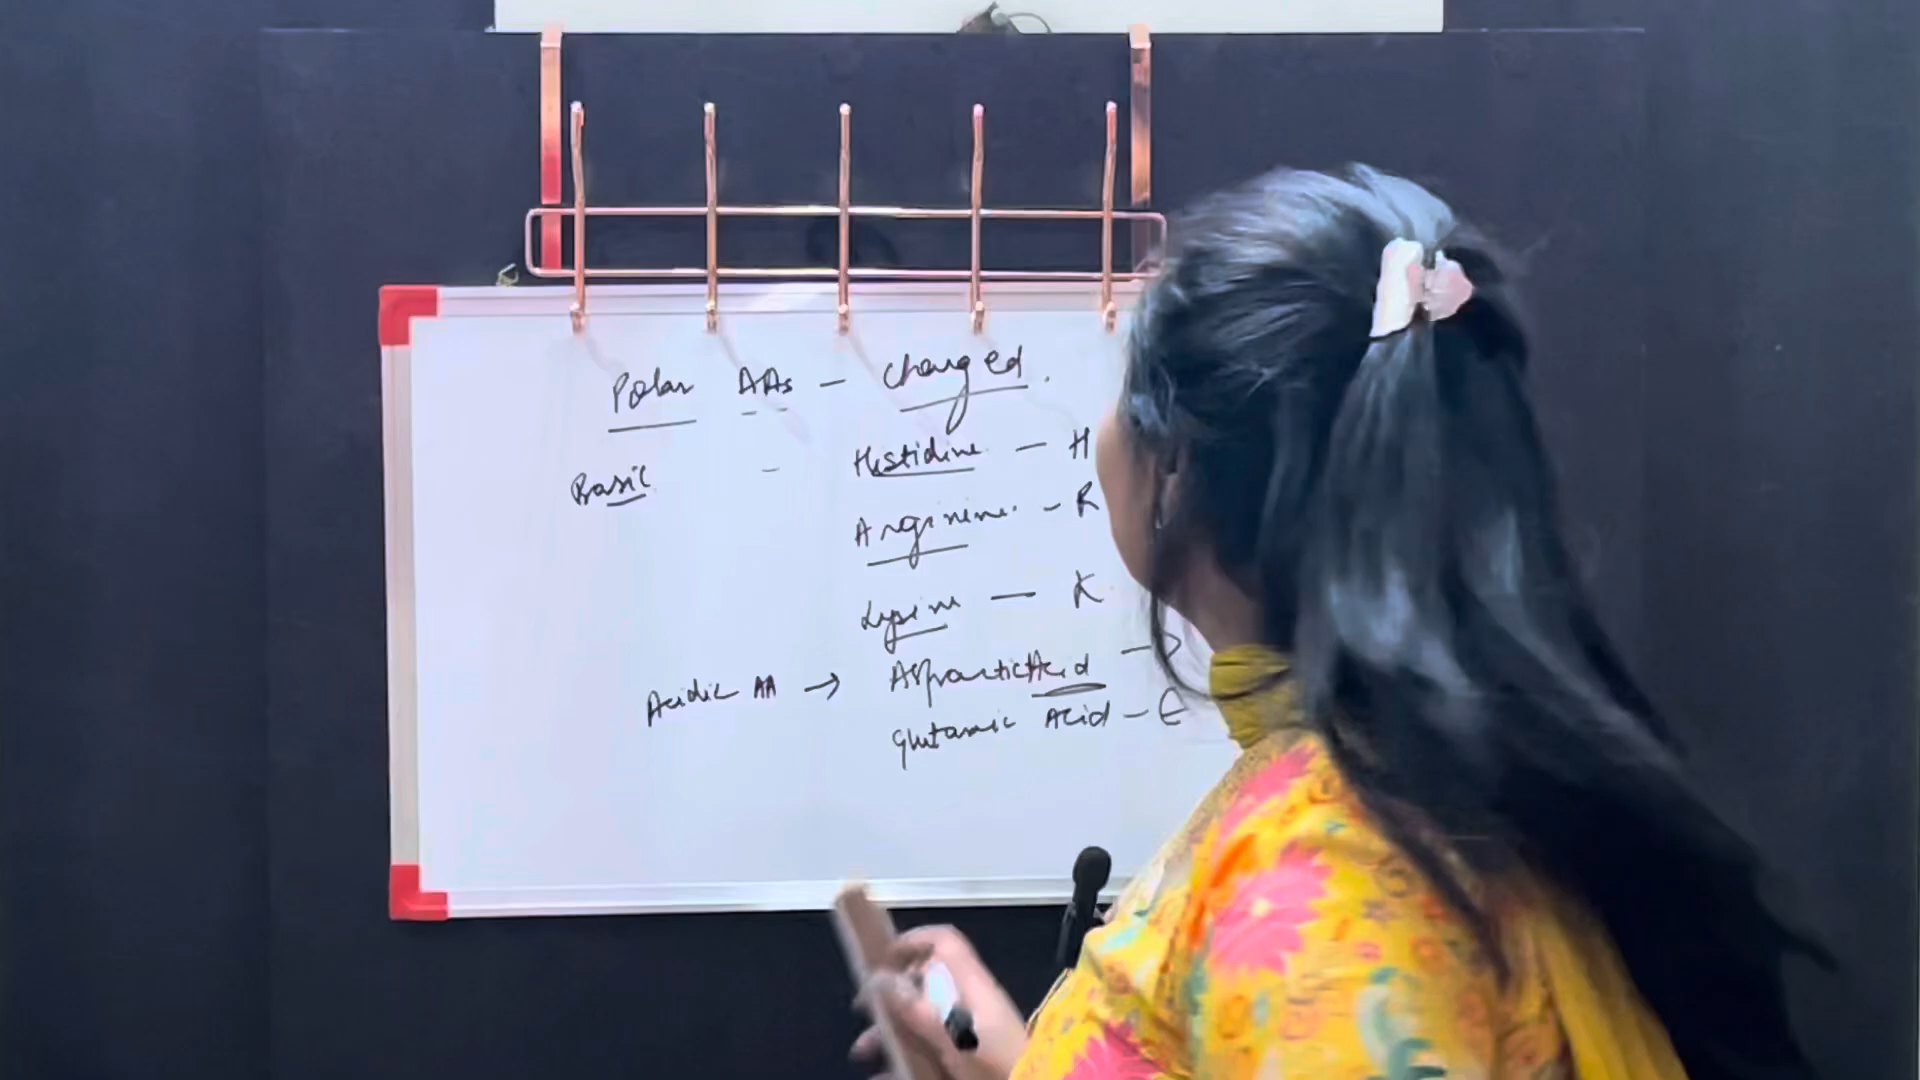 Polar AAs - charged.
Basic - Histidine - H
Arginine - R
Lysine - K
Acidic AA → Aspartic Acid -
Glutamic Acid - E